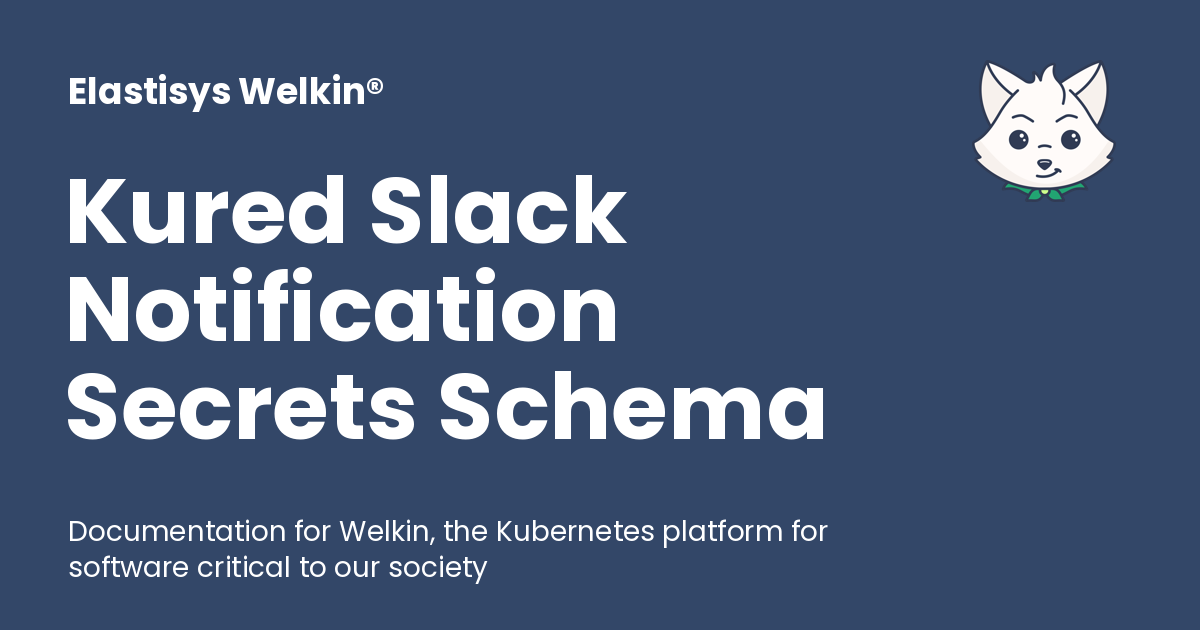 Elastisys Welkin®
Kured Slack
Notification
Secrets Schema
Documentation for Welkin, the Kubernetes platform for
software critical to our society